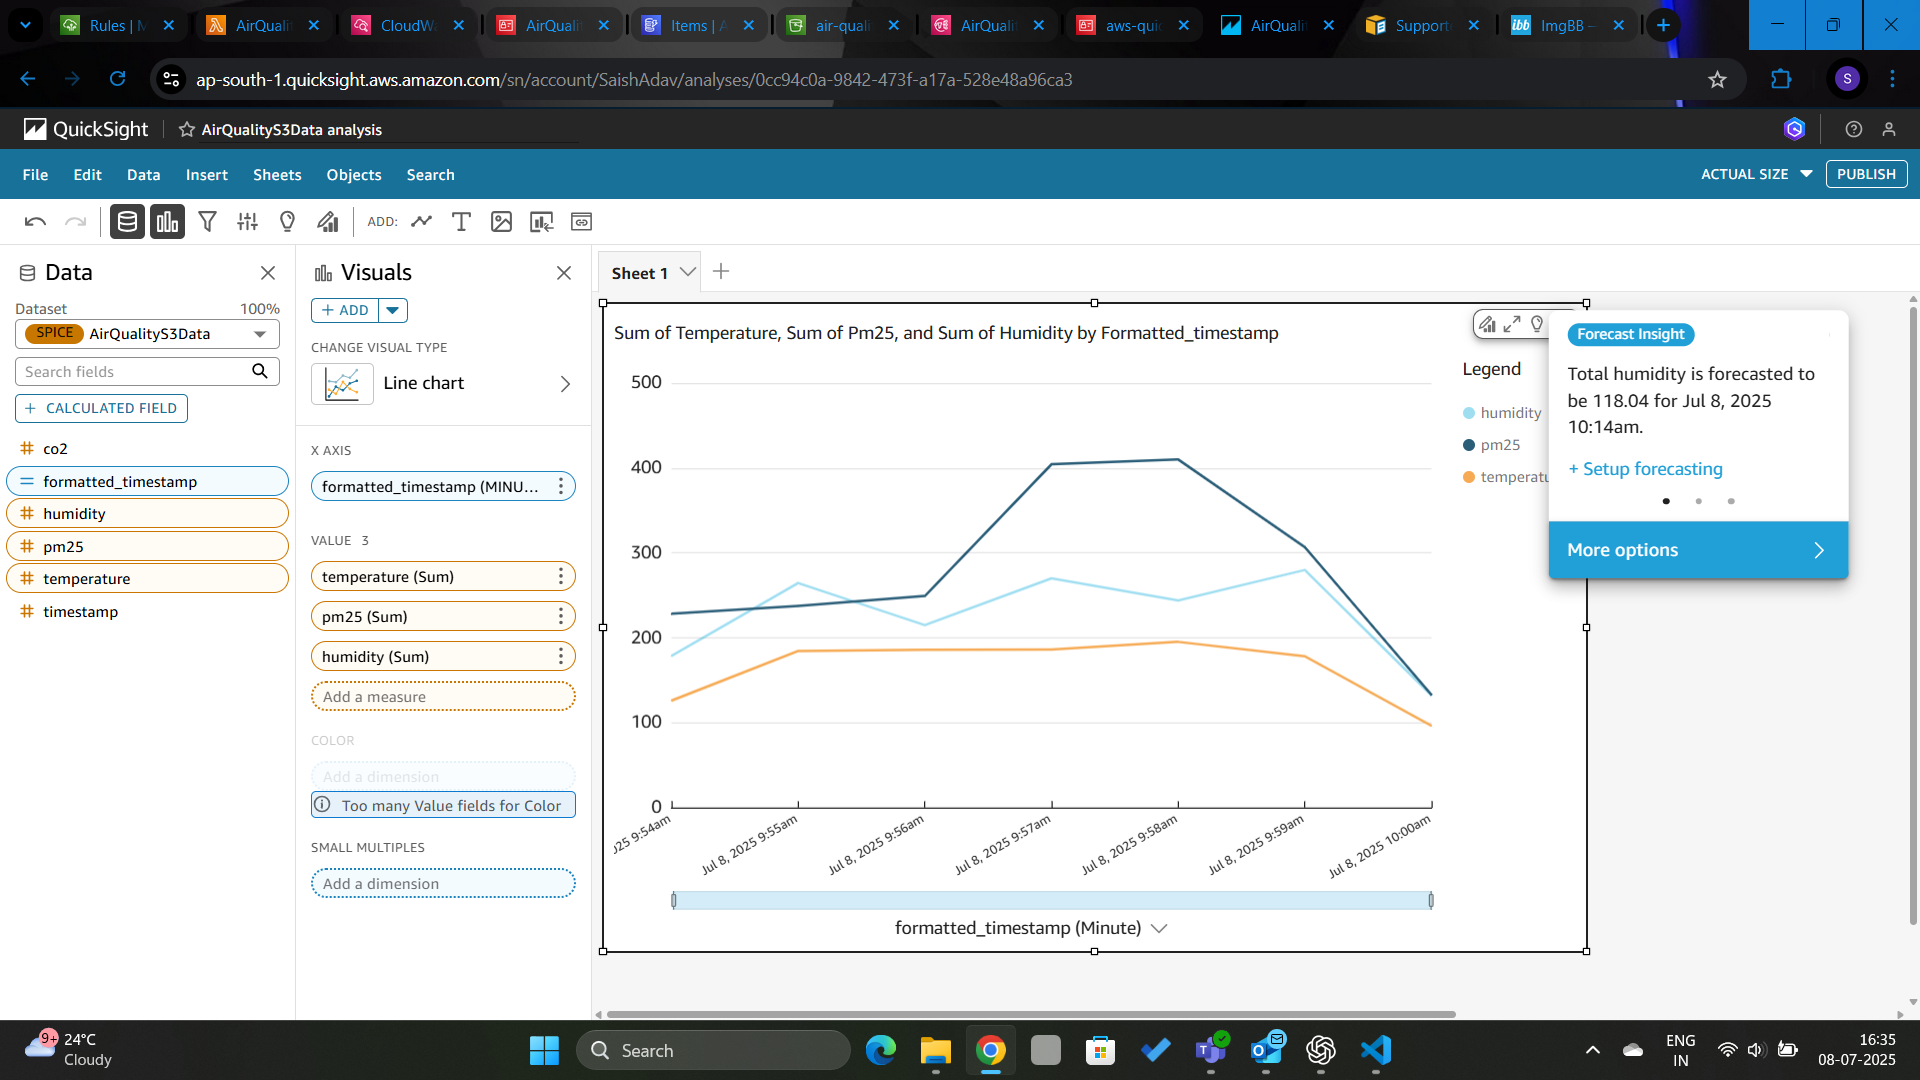 Rules | M
AirQuali
CloudWa
AirQuali
Items | A
air-quali
AirQuali
aws-quic
AirQuali
Supporte
ibb ImgBB —
ap-south-1.quicksight.aws.amazon.com/sn/account/SaishAdav/analyses/0cc94c0a-9842-473f-a17a-528e48a96ca3
S
QuickSight
AirQualityS3Data analysis
File Edit Data Insert Sheets Objects Search
ACTUAL SIZE
PUBLISH
ADD:
Data
Dataset 100%
SPICE AirQualityS3Data
Search fields
+ CALCULATED FIELD
co2
formatted_timestamp
humidity
pm25
temperature
timestamp
Visuals
+ ADD
CHANGE VISUAL TYPE
Line chart
X AXIS
formatted_timestamp (MINU...
VALUE 3
temperature (Sum)
pm25 (Sum)
humidity (Sum)
Add a measure
COLOR
Add a dimension
Too many Value fields for Color
SMALL MULTIPLES
Add a dimension
Sheet 1
Sum of Temperature, Sum of Pm25, and Sum of Humidity by Formatted_timestamp
500
400
300
200
100
0
025 9:54am
Jul 8, 2025 9:55am
Jul 8, 2025 9:56am
Jul 8, 2025 9:57am
Jul 8, 2025 9:58am
Jul 8, 2025 9:59am
Jul 8, 2025 10:00am
formatted_timestamp (Minute)
Legend
humidity
pm25
temperatu
Forecast Insight
Total humidity is forecasted to
be 118.04 for Jul 8, 2025
10:14am.
+ Setup forecasting
More options
9+
24°C
Cloudy
Search
ENG
IN
16:35
08-07-2025